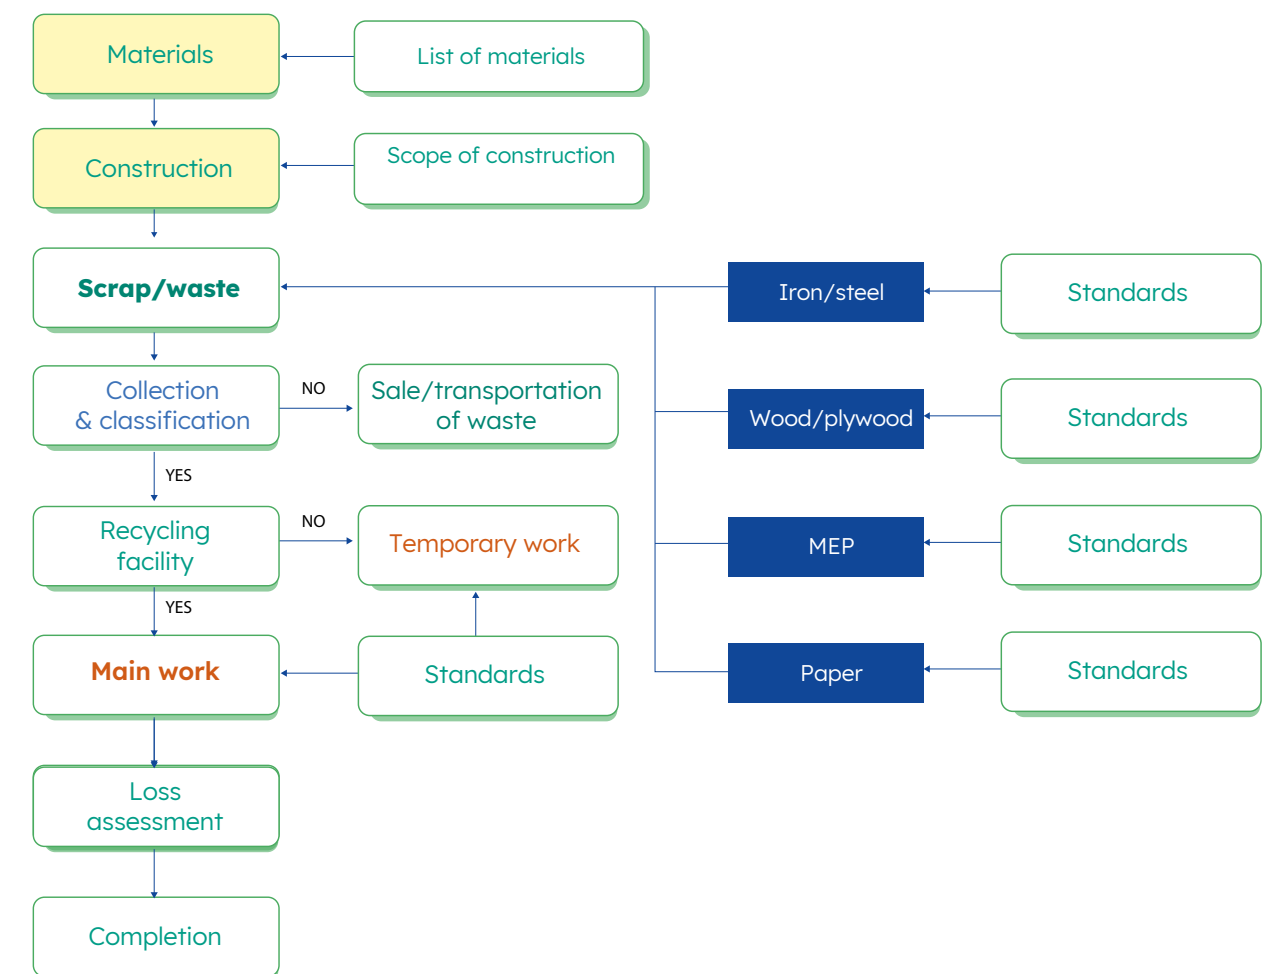 Materials
List of materials
Construction
Scope of construction
Scrap/waste
Iron/steel
Standards
Collection
& classification
NO
Sale/transportation
of waste
Wood/plywood
Standards
YES
Recycling
facility
NO
Temporary work
MEP
Standards
YES
Main work
Standards
Paper
Standards
Loss
assessment
Completion